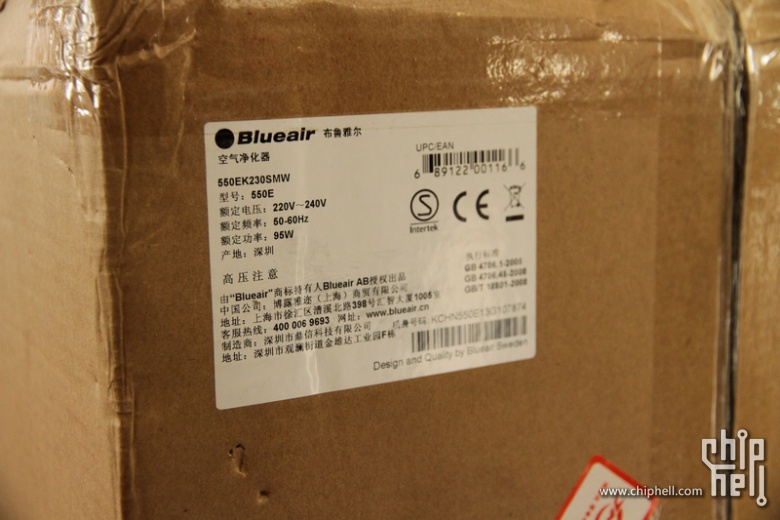 Blueair 布鲁雅尔
空气净化器
550EK230SMW
型号：550E
额定电压：220V～240V
额定频率：50-60Hz
额定功率：95W
产地：深圳
高压注意
由“Blueair”商标持有人Blueair AB授权出品
中国公司：博露雅迩（上海）商贸有限公司
地址：上海市徐汇区漕溪北路398号汇智大厦1005室
客服热线：400 006 9693 网址：www.blueair.cn
制造商：深圳市鼎信科技有限公司
地址：深圳市观澜街道金雄达工业园F栋
UPC/EAN
6 89122 00116 6
S
Intertek
CE
执行标准
GB 4706.1-2005
GB 4706.45-2008
GB/T 18801-2008
机身号码：KCHN550E1303107874
Design and Quality by Blueair Sweden
chip hell
www.chiphell.com